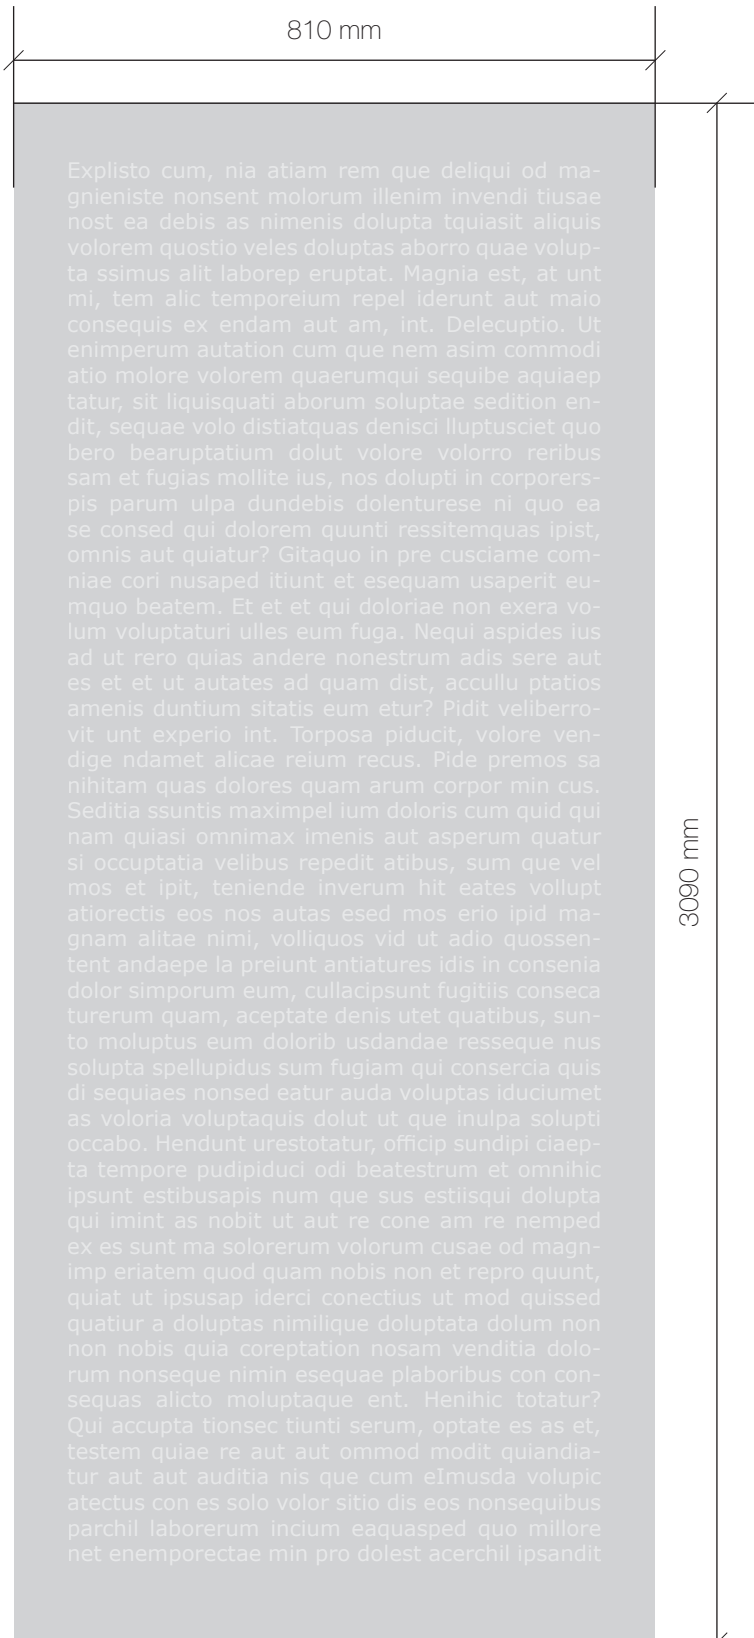 810 mm
Explisto cum, nia atiam rem que deliqui od ma-
gnieniste nonsent molorum illenim invendi tiusae
nost ea debis as nimenis dolupta tquiasit aliquis
volorem quostio veles doluptas aborro quae volup-
ta ssimus alit laborep eruptat. Magnia est, at unt
mi, tem alic temporeium repel iderunt aut maio
consequis ex endam aut am, int. Delecuptio. Ut
enimperum autation cum que nem asim commodi
atio molore volorem quaerumqui sequibe aquiaep
tatur, sit liquisquati aborum soluptae sedition en-
dit, sequae volo distiatquas denisci lluptusciet quo
bero bearuptatium dolut volore volorro reribus
sam et fugias mollite ius, nos dolupti in corporers-
pis parum ulpa dundebis dolenturese ni quo ea
se consed qui dolorem quunti ressitemquas ipist,
omnis aut quiatur? Gitaquo in pre cusciame com-
niae cori nusaped itiunt et esequam usaperit eu-
mquo beatem. Et et et qui doloriae non exera vo-
lum voluptaturi ulles eum fuga. Nequi aspides ius
ad ut rero quias andere nonestrum adis sere aut
es et et ut autates ad quam dist, accullu ptatios
amenis duntium sitatis eum etur? Pidit veliberro-
vit unt experio int. Torposa piducit, volore ven-
dige ndamet alicae reium recus. Pide premos sa
nihitam quas dolores quam arum corpor min cus.
Seditia ssuntis maximpel ium doloris cum quid qui
nam quiasi omnimax imenis aut asperum quatur
si occuptatia velibus repedit atibus, sum que vel
mos et ipit, teniende inverum hit eates vollupt
atiorectis eos nos autas esed mos erio ipid ma-
gnam alitae nimi, volliquos vid ut adio quossen-
tent andaepe la preiunt antiatures idis in consenia
dolor simporum eum, cullacipsunt fugitiis conseca
turerum quam, aceptate denis utet quatibus, sun-
to moluptus eum dolorib usdandae resseque nus
solupta spellupidus sum fugiam qui consercia quis
di sequiaes nonsed eatur auda voluptas iduciumet
as voloria voluptaquis dolut ut que inulpa solupti
occabo. Hendunt urestotatur, officip sundipi ciaep-
ta tempore pudipiduci odi beatestrum et omnihic
ipsunt estibusapis num que sus estiisqui dolupta
qui imint as nobit ut aut re cone am re nemped
ex es sunt ma solorerum volorum cusae od magn-
imp eriatem quod quam nobis non et repro quunt,
quiat ut ipsusap iderci conectius ut mod quissed
quatiur a doluptas nimilique doluptata dolum non
non nobis quia coreptation nosam venditia dolo-
rum nonseque nimin esequae plaboribus con con-
sequas alicto moluptaque ent. Henihic totatur?
Qui accupta tionsec tiunti serum, optate es as et,
testem quiae re aut aut ommod modit quiandia-
tur aut aut auditia nis que cum eImusda volupic
atectus con es solo volor sitio dis eos nonsequibus
parchil laborerum incium eaquasped quo millore
net enemporectae min pro dolest acerchil ipsandit
3090 mm